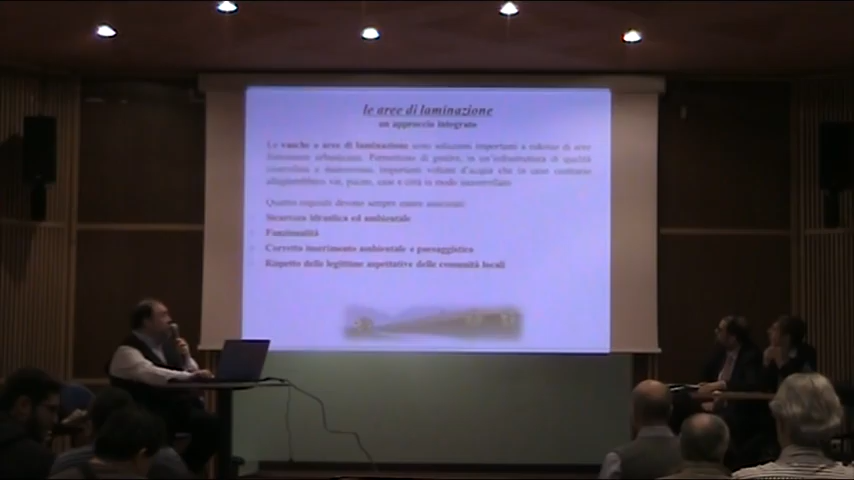 le aree di laminazione
un approccio integrato
Le vasche o aree di laminazione sono soluzioni importanti a ridosso di aree
fortemente urbanizzate. Permettono di gestire, in un'infrastruttura di qualità
controllata e mantenuta, importanti volumi d'acqua che in caso contrario
allagherebbero vie, piazze, case e città in modo incontrollato.
Quattro requisiti devono sempre essere assicurati:
Sicurezza idraulica ed ambientale
Funzionalità
Corretto inserimento ambientale e paesaggistico
Rispetto delle legittime aspettative delle comunità locali